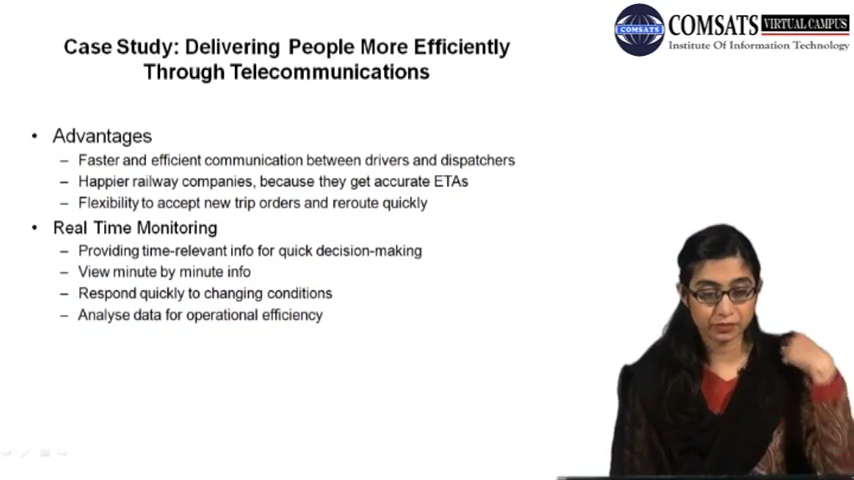 COMSATS VIRTUAL CAMPUS
Institute Of Information Technology
COMSATS
Case Study: Delivering People More Efficiently
Through Telecommunications
• Advantages
– Faster and efficient communication between drivers and dispatchers
– Happier railway companies, because they get accurate ETAs
– Flexibility to accept new trip orders and reroute quickly
• Real Time Monitoring
– Providing time-relevant info for quick decision-making
– View minute by minute info
– Respond quickly to changing conditions
– Analyse data for operational efficiency